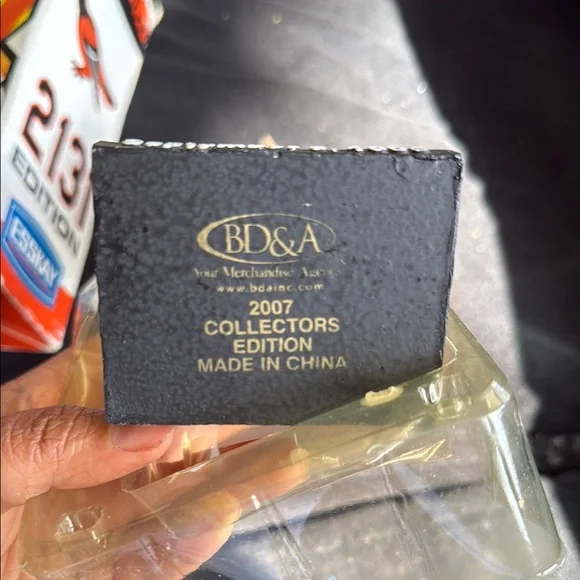 2131
EDITION
ESSKAY
BD&A
Your Merchandise Agency
www.bdainc.com
2007
COLLECTORS
EDITION
MADE IN CHINA